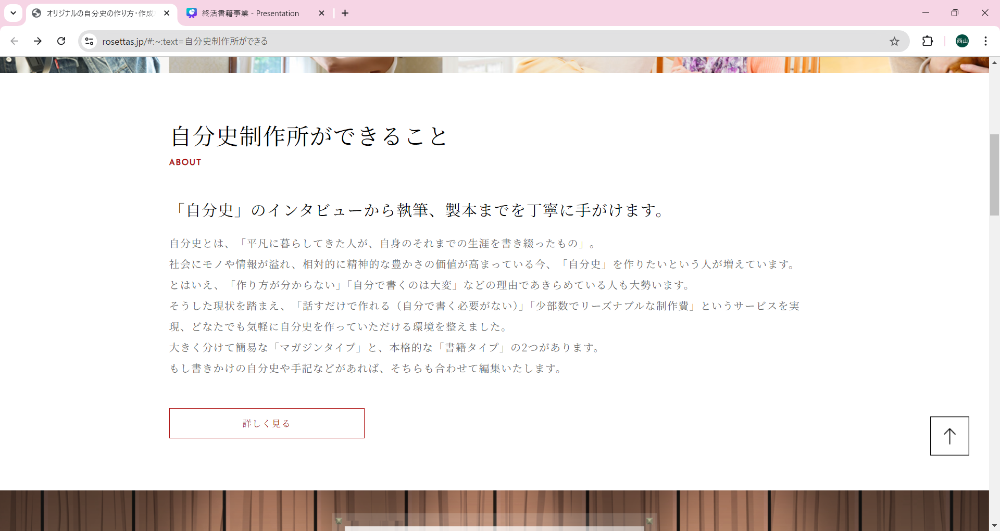 オリジナルの自分史の作り方・作成
終活書籍事業 - Presentation
rosettas.jp/#:~:text=自分史制作所ができる
西山
自分史制作所ができること
ABOUT
「自分史」のインタビューから執筆、製本までを丁寧に手がけます。
自分史とは、「平凡に暮らしてきた人が、自身のそれまでの生涯を書き綴ったもの」。
社会にモノや情報が溢れ、相対的に精神的な豊かさの価値が高まっている今、「自分史」を作りたいという人が増えています。
とはいえ、「作り方が分からない」「自分で書くのは大変」などの理由であきらめている人も大勢います。
そうした現状を踏まえ、「話すだけで作れる（自分で書く必要がない）」「少部数でリーズナブルな制作費」というサービスを実
現、どなたでも気軽に自分史を作っていただける環境を整えました。
大きく分けて簡易な「マガジンタイプ」と、本格的な「書籍タイプ」の2つがあります。
もし書きかけの自分史や手記などがあれば、そちらも合わせて編集いたします。
詳しく見る